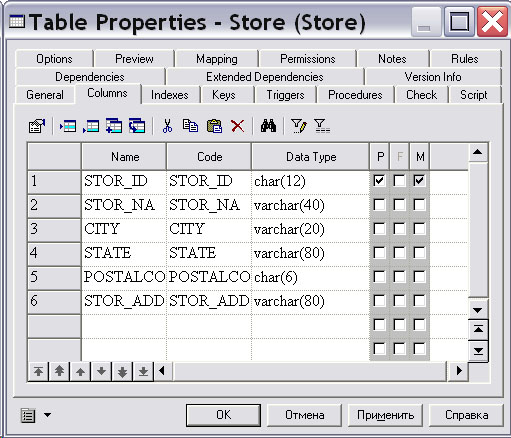 Table Properties - Store (Store)
Options Preview Mapping Permissions Notes Rules
Dependencies Extended Dependencies Version Info
General Columns Indexes Keys Triggers Procedures Check Script
Name Code Data Type P F M
1 STOR_ID STOR_ID char(12)
2 STOR_NA STOR_NA varchar(40)
3 CITY CITY varchar(20)
4 STATE STATE varchar(80)
5 POSTALCO POSTALCO char(6)
6 STOR_ADD STOR_ADD varchar(80)
OK Отмена Применить Справка